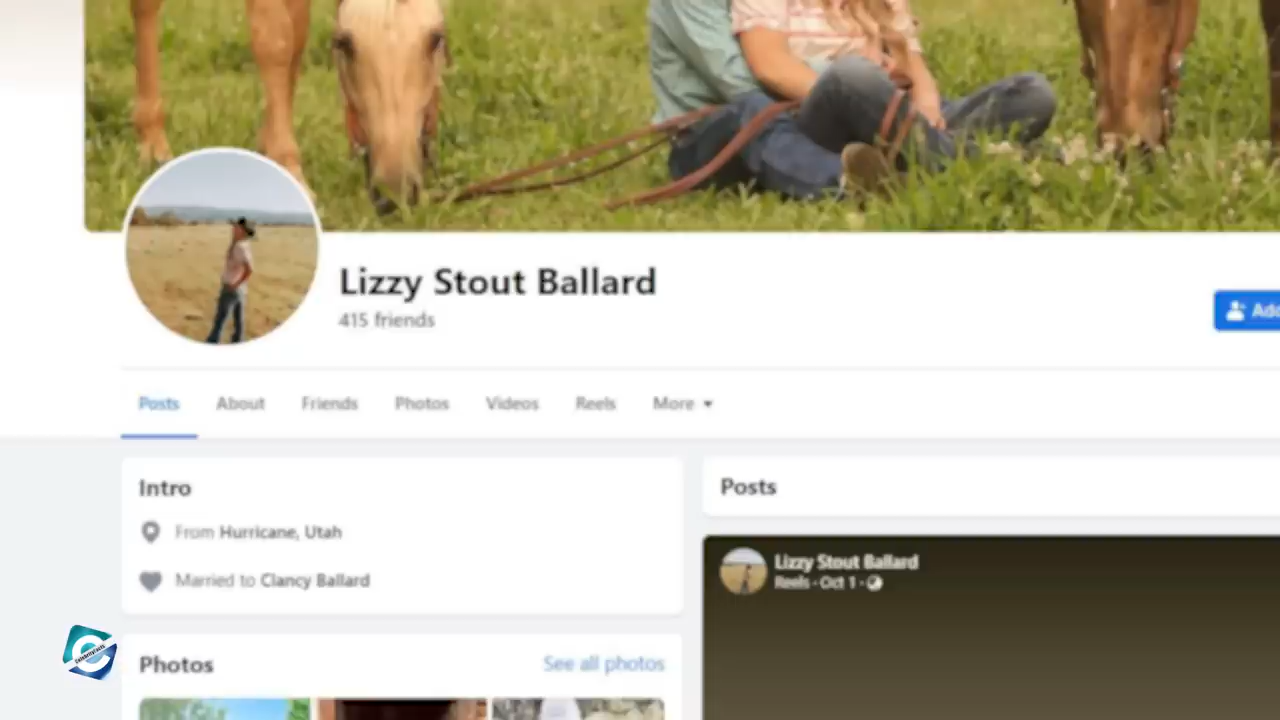 Lizzy Stout Ballard
415 friends
Add
Posts
About
Friends
Photos
Videos
Reels
More
Intro
From Hurricane, Utah
Married to Clancy Ballard
Photos
See all photos
Posts
Lizzy Stout Ballard
Reels · Oct 1 ·